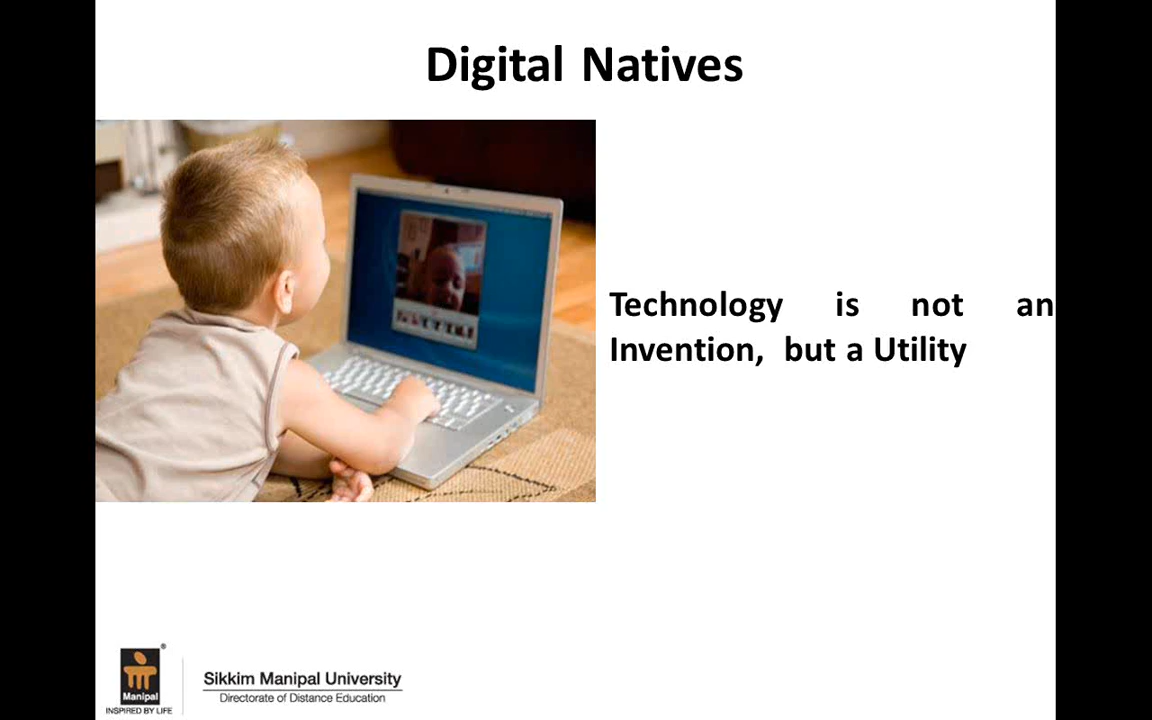 Digital Natives
Technology is not an
Invention, but a Utility
Manipal
INSPIRED BY LIFE
Sikkim Manipal University
Directorate of Distance Education